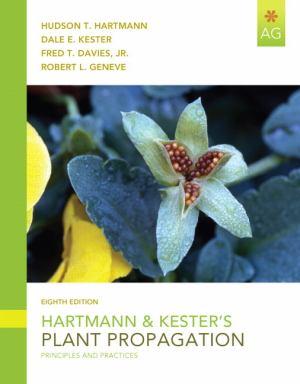 HUDSON T. HARTMANN
DALE E. KESTER
FRED T. DAVIES, JR.
ROBERT L. GENEVE
AG
EIGHTH EDITION
HARTMANN & KESTER'S
PLANT PROPAGATION
PRINCIPLES AND PRACTICES